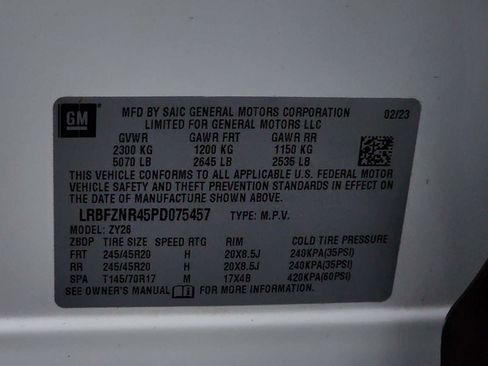 GM
MFD BY SAIC GENERAL MOTORS CORPORATION 02/23
LIMITED FOR GENERAL MOTORS LLC
GVWR GAWR FRT GAWR RR
2300 KG 1200 KG 1150 KG
5070 LB 2645 LB 2535 LB
THIS VEHICLE CONFORMS TO ALL APPLICABLE U.S. FEDERAL MOTOR
VEHICLE SAFETY AND THEFT PREVENTION STANDARDS IN EFFECT ON
THE DATE OF MANUFACTURE SHOWN ABOVE.
LRBFZNR45PD075457 TYPE: M.P.V.
MODEL: ZY26
ZBDP TIRE SIZE SPEED RTG RIM COLD TIRE PRESSURE
FRT 245/45R20 H 20X8.5J 240KPA(35PSI)
RR 245/45R20 H 20X8.5J 240KPA(35PSI)
SPA T145/70R17 M 17X4B 420KPA(60PSI)
SEE OWNER'S MANUAL FOR MORE INFORMATION